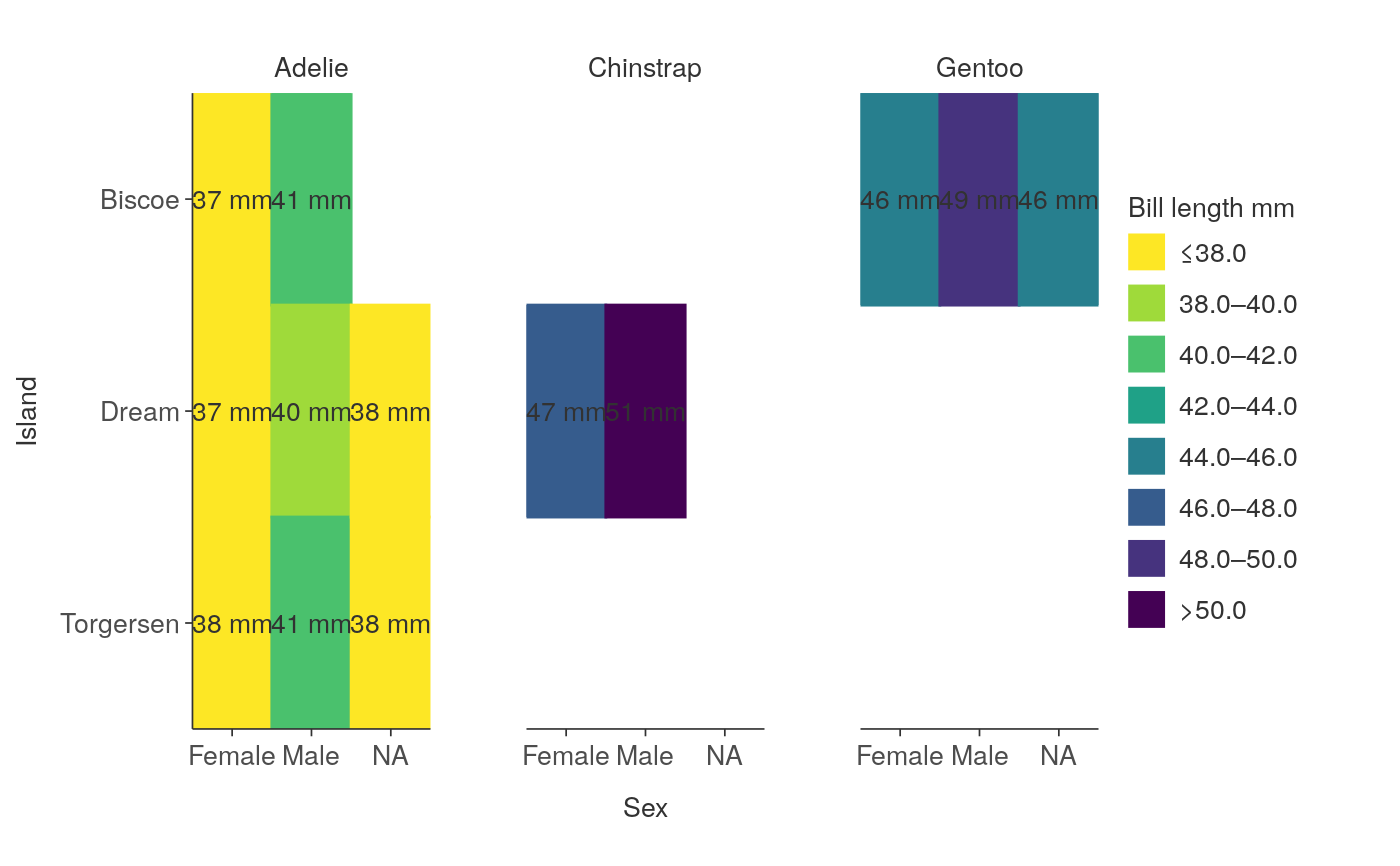 Adelie Chinstrap Gentoo
Biscoe 37 mm 41 mm 46 mm 49 mm 46 mm
Bill length mm
≤38.0
38.0–40.0
40.0–42.0
42.0–44.0
44.0–46.0
46.0–48.0
48.0–50.0
>50.0
Island
Dream 37 mm 40 mm 38 mm 47 mm 51 mm
Torgersen 38 mm 41 mm 38 mm
Female Male NA Female Male NA Female Male NA
Sex